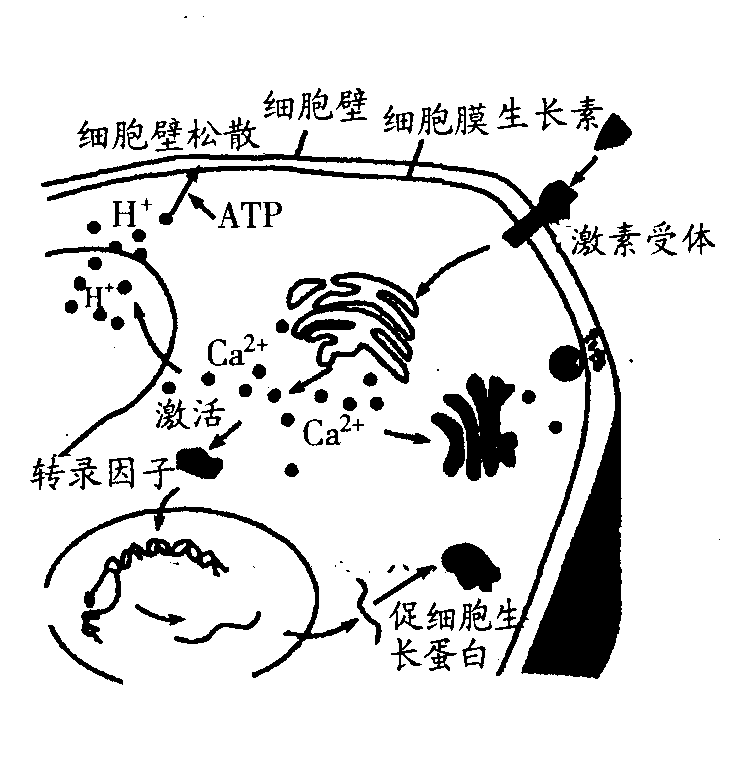 细胞壁松散
细胞壁
细胞膜
生长素
H⁺
ATP
激素受体
H⁺
Ca²⁺
激活
Ca²⁺
转录因子
促细胞生
长蛋白